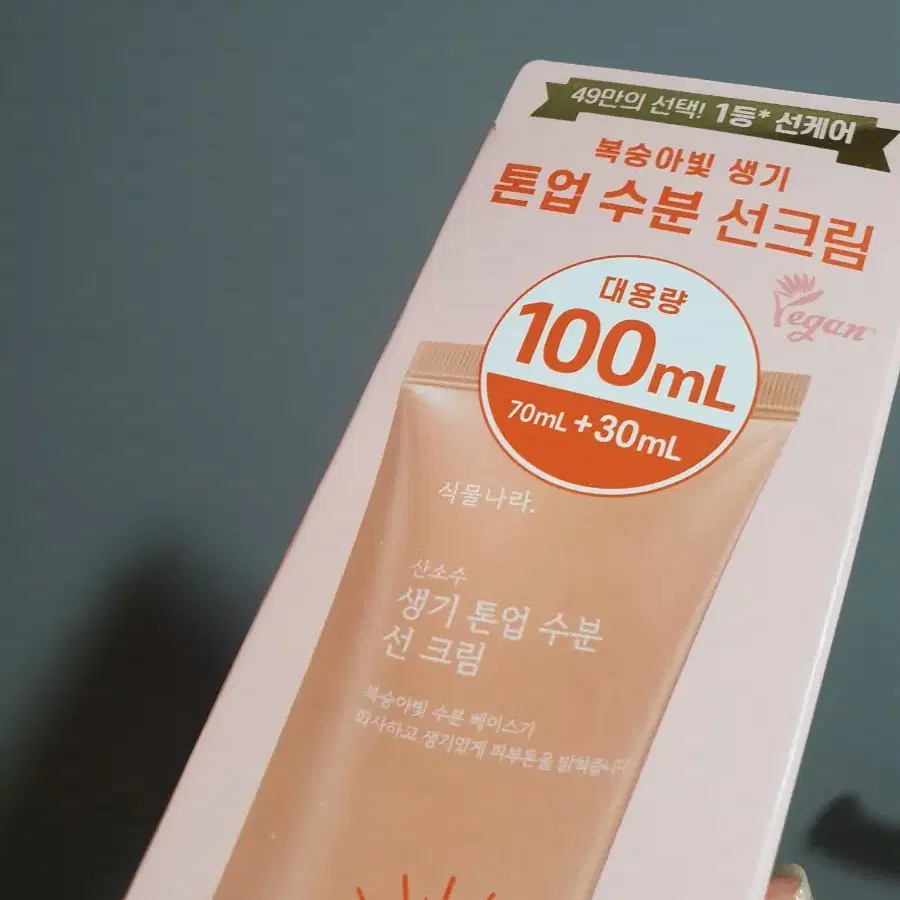 49만의 선택! 1등* 선케어
복숭아빛 생기
톤업 수분 선크림
Vegan
대용량
100mL
70mL + 30mL
식물나라.
산소수
생기 톤업 수분
선 크림
복숭아빛 수분 베이스가
화사하고 생기있게 피부톤을 밝혀줍니다